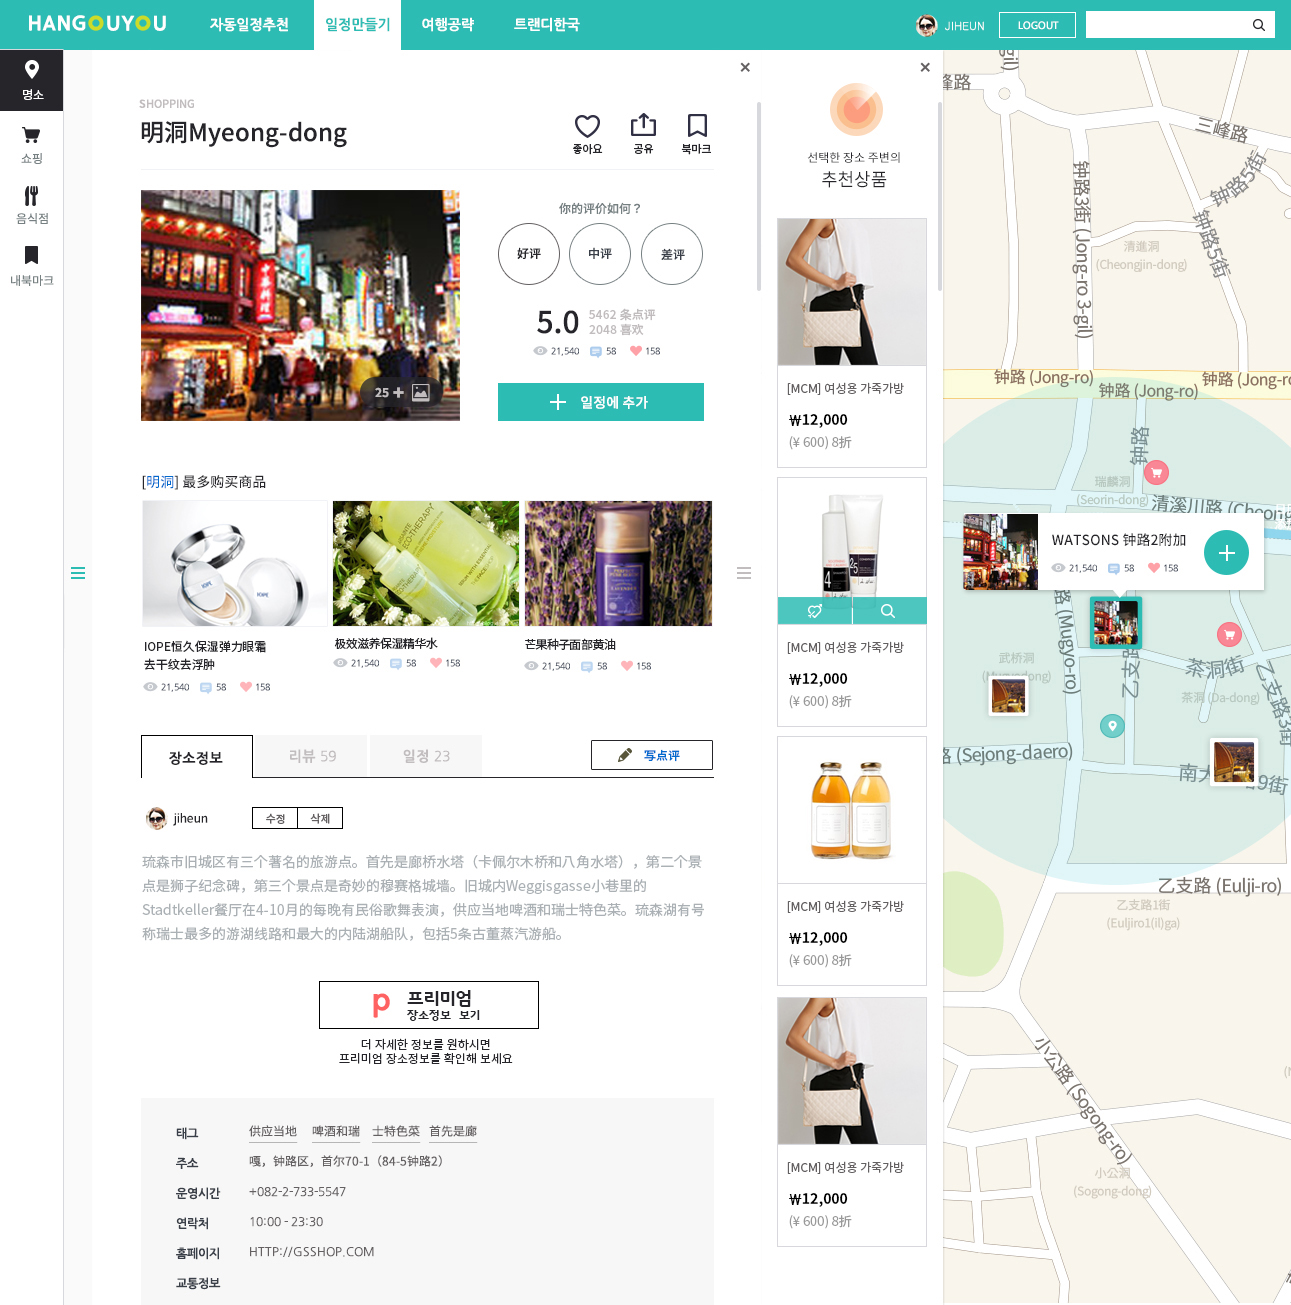 HANGOUYOU
자동일정추천
일정만들기
여행공략
트랜디한국
JIHEUN
LOGOUT
명소
쇼핑
음식점
내북마크
SHOPPING
明洞Myeong-dong
좋아요
공유
북마크
25
你的评价如何？
好评
中评
差评
5.0
5462 条点评
2048 喜欢
21,540 58 158
일정에 추가
[明洞] 最多购买商品
IOPE恒久保湿弹力眼霜
去干纹去浮肿
21,540 58 158
极效滋养保湿精华水
21,540 58 158
芒果种子面部黄油
21,540 58 158
장소정보
리뷰 59
일정 23
写点评
jiheun
수정
삭제
琉森市旧城区有三个著名的旅游点。首先是廊桥水塔（卡佩尔木桥和八角水塔），第二个景
点是狮子纪念碑，第三个景点是奇妙的穆赛格城墙。旧城内Weggisgasse小巷里的
Stadtkeller餐厅在4-10月的每晚有民俗歌舞表演，供应当地啤酒和瑞士特色菜。琉森湖有号
称瑞士最多的游湖线路和最大的内陆湖船队，包括5条古董蒸汽游船。
p 프리미엄
장소정보 보기
더 자세한 정보를 원하시면
프리미엄 장소정보를 확인해 보세요
태그 供应当地 啤酒和瑞 士特色菜 首先是廊
주소 嘎，钟路区，首尔70-1（84-5钟路2）
운영시간 +082-2-733-5547
연락처 10:00 - 23:30
홈페이지 HTTP://GSSHOP.COM
교통정보
선택한 장소 주변의
추천상품
[MCM] 여성용 가죽가방
₩12,000
(¥ 600) 8折
[MCM] 여성용 가죽가방
₩12,000
(¥ 600) 8折
[MCM] 여성용 가죽가방
₩12,000
(¥ 600) 8折
[MCM] 여성용 가죽가방
₩12,000
(¥ 600) 8折
gil)
峰路
三峰路
钟路5街
钟路5街
钟路3街 (Jong-ro 3-gil)
清進洞
(Cheongjin-dong)
钟路 (Jong-ro)
钟路 (Jong-ro)
钟路 (Jong-ro
钟路
瑞麟洞
(Seorin-dong)
清溪川路 (Cheong
WATSONS 钟路2附加
21,540 58 158
路 (Mugyo-ro)
武桥洞
乙支路
茶洞街
茶洞 (Da-dong)
乙支路3街
路 (Sejong-daero)
南大
9街
乙支路 (Eulji-ro)
乙支路1街
(Euljiro1(il)ga)
小公路 (Sogong-ro)
小公洞
(Sogong-dong)